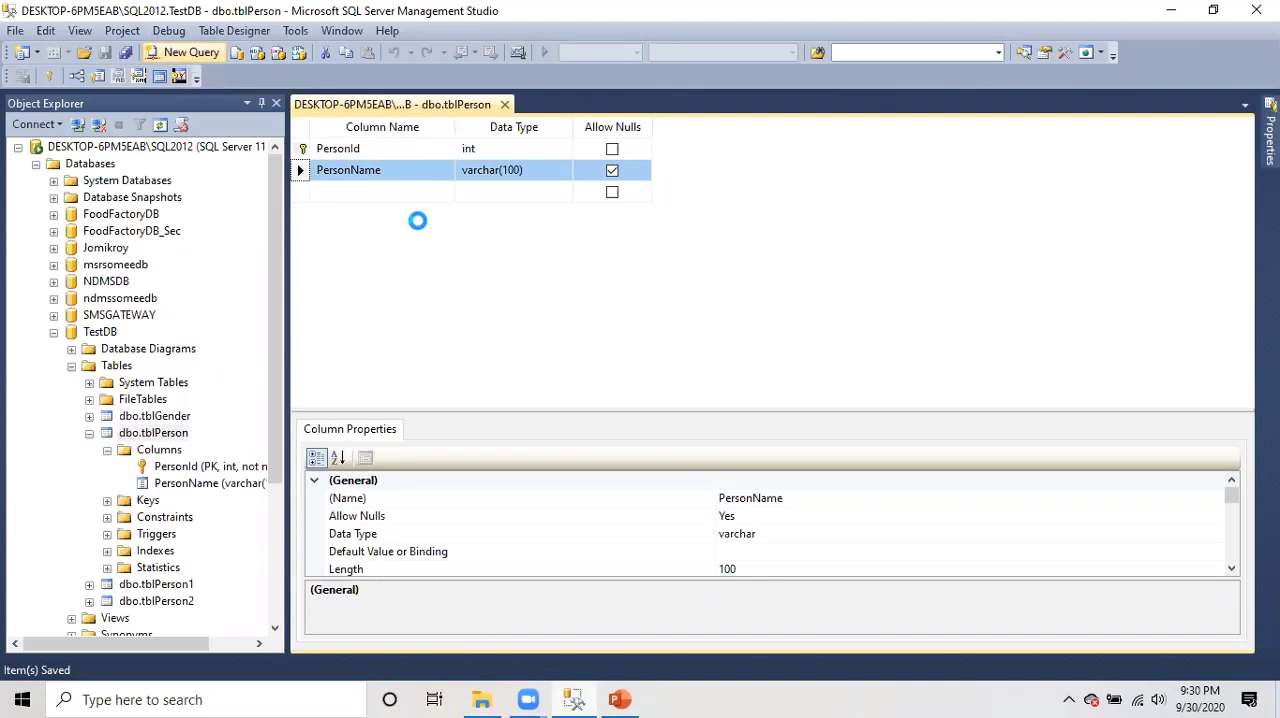 DESKTOP-6PM5EAB\SQL2012.TestDB - dbo.tblPerson - Microsoft SQL Server Management Studio
File Edit View Project Debug Table Designer Tools Window Help
New Query
Object Explorer
DESKTOP-6PM5EAB\...B - dbo.tblPerson
Properties
Connect
Column Name Data Type Allow Nulls
DESKTOP-6PM5EAB\SQL2012 (SQL Server 11
PersonId int
Databases
PersonName varchar(100)
System Databases
Database Snapshots
FoodFactoryDB
FoodFactoryDB_Sec
Jomikroy
msrsomeedb
NDMSDB
ndmssomeedb
SMSGATEWAY
TestDB
Database Diagrams
Tables
System Tables
FileTables
dbo.tblGender
dbo.tblPerson
Columns
PersonId (PK, int, not n
PersonName (varchar(
Keys
Constraints
Triggers
Indexes
Statistics
dbo.tblPerson1
dbo.tblPerson2
Views
Synonyms
Column Properties
(General)
(Name) PersonName
Allow Nulls Yes
Data Type varchar
Default Value or Binding
Length 100
(General)
Item(s) Saved
Type here to search
9:30 PM
9/30/2020